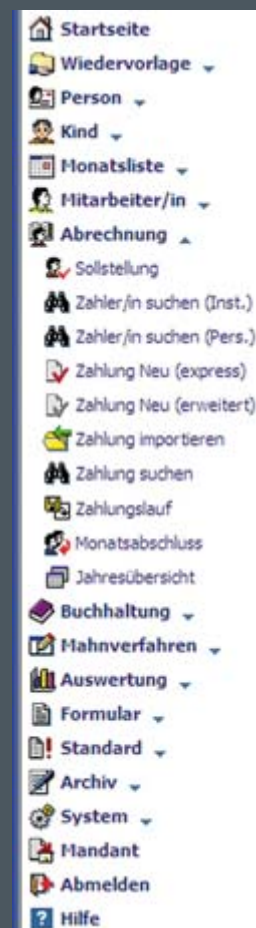 Startseite
Wiedervorlage
Person
Kind
Monatsliste
Mitarbeiter/in
Abrechnung
Sollstellung
Zahler/in suchen (Inst.)
Zahler/in suchen (Pers.)
Zahlung Neu (express)
Zahlung Neu (erweitert)
Zahlung importieren
Zahlung suchen
Zahlungslauf
Monatsabschluss
Jahresübersicht
Buchhaltung
Mahnverfahren
Auswertung
Formular
Standard
Archiv
System
Mandant
Abmelden
Hilfe